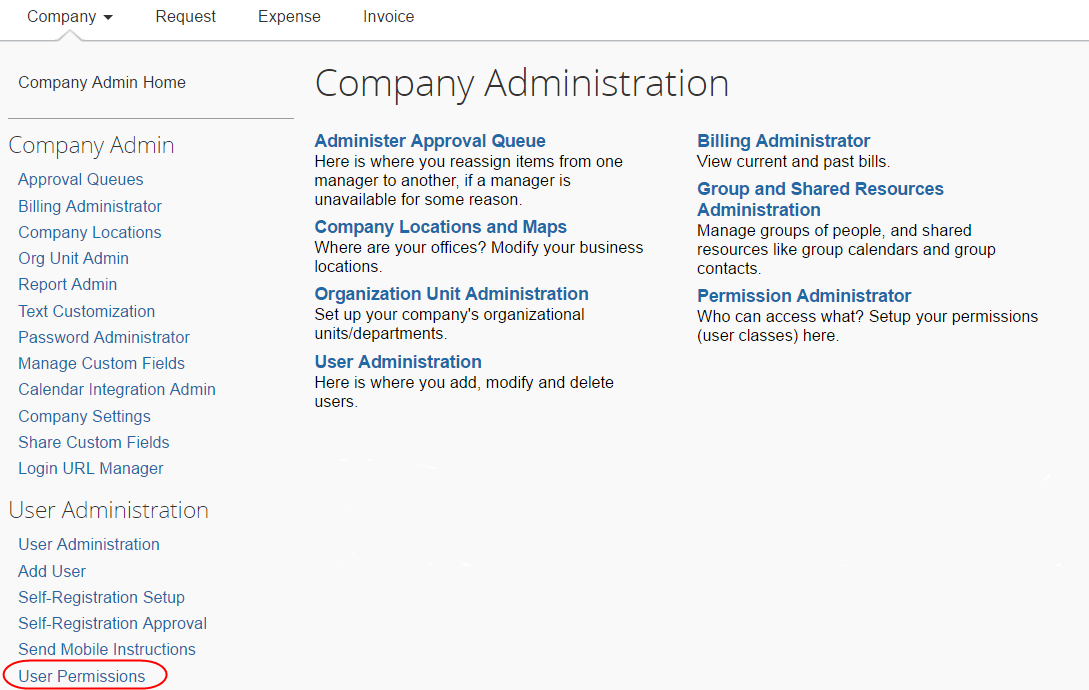 Company Request Expense Invoice
Company Admin Home
Company Admin
Approval Queues
Billing Administrator
Company Locations
Org Unit Admin
Report Admin
Text Customization
Password Administrator
Manage Custom Fields
Calendar Integration Admin
Company Settings
Share Custom Fields
Login URL Manager
User Administration
User Administration
Add User
Self-Registration Setup
Self-Registration Approval
Send Mobile Instructions
User Permissions
Company Administration
Administer Approval Queue
Here is where you reassign items from one
manager to another, if a manager is
unavailable for some reason.
Company Locations and Maps
Where are your offices? Modify your business
locations.
Organization Unit Administration
Set up your company's organizational
units/departments.
User Administration
Here is where you add, modify and delete
users.
Billing Administrator
View current and past bills.
Group and Shared Resources
Administration
Manage groups of people, and shared
resources like group calendars and group
contacts.
Permission Administrator
Who can access what? Setup your permissions
(user classes) here.